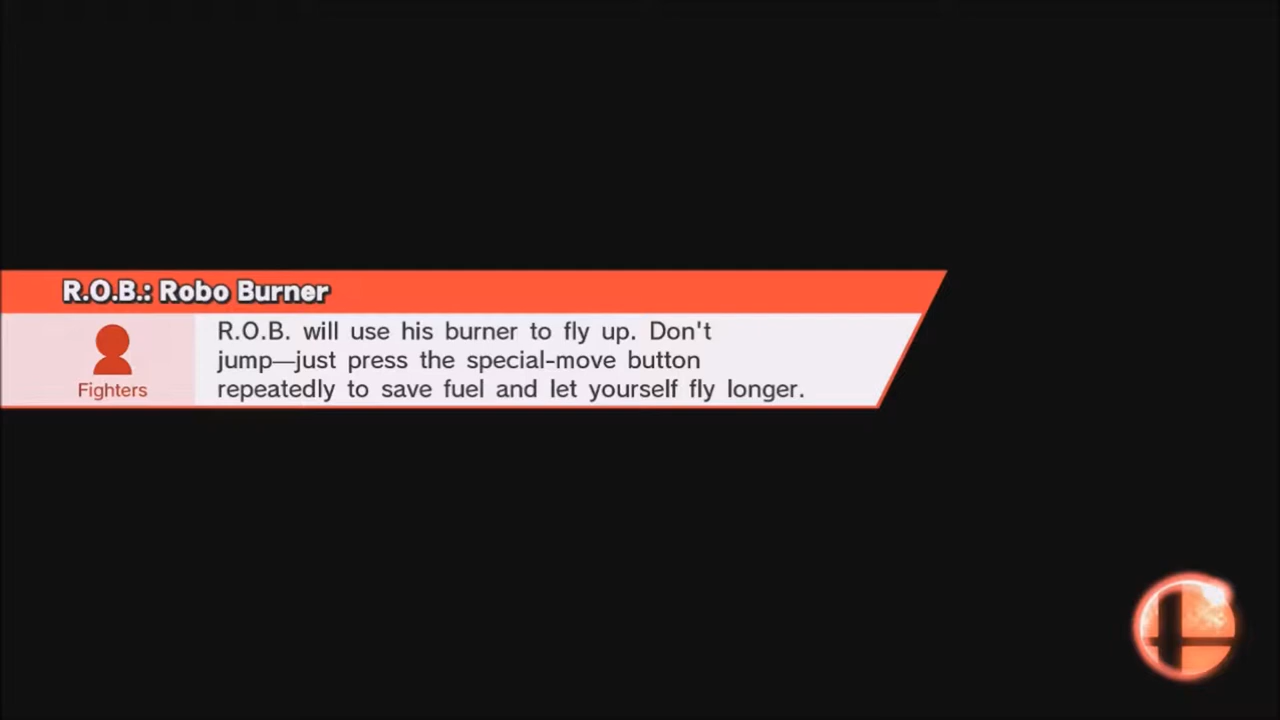 R.O.B.: Robo Burner
R.O.B. will use his burner to fly up. Don't
jump—just press the special-move button
repeatedly to save fuel and let yourself fly longer.
Fighters